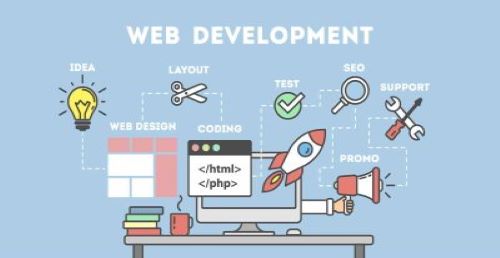 WEB DEVELOPMENT
IDEA
LAYOUT
TEST
SEO
SUPPORT
WEB DESIGN
CODING
</html>
</php>
PROMO